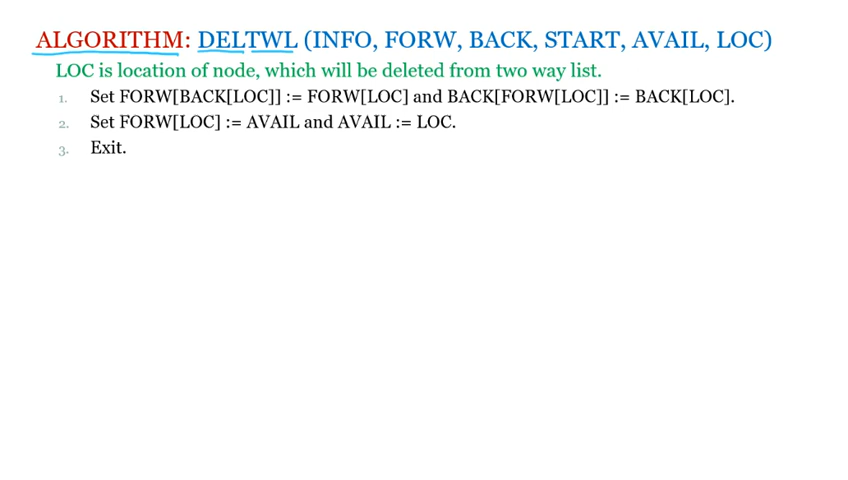 ALGORITHM: DELTWL (INFO, FORW, BACK, START, AVAIL, LOC)
LOC is location of node, which will be deleted from two way list.
1. Set FORW[BACK[LOC]] := FORW[LOC] and BACK[FORW[LOC]] := BACK[LOC].
2. Set FORW[LOC] := AVAIL and AVAIL := LOC.
3. Exit.